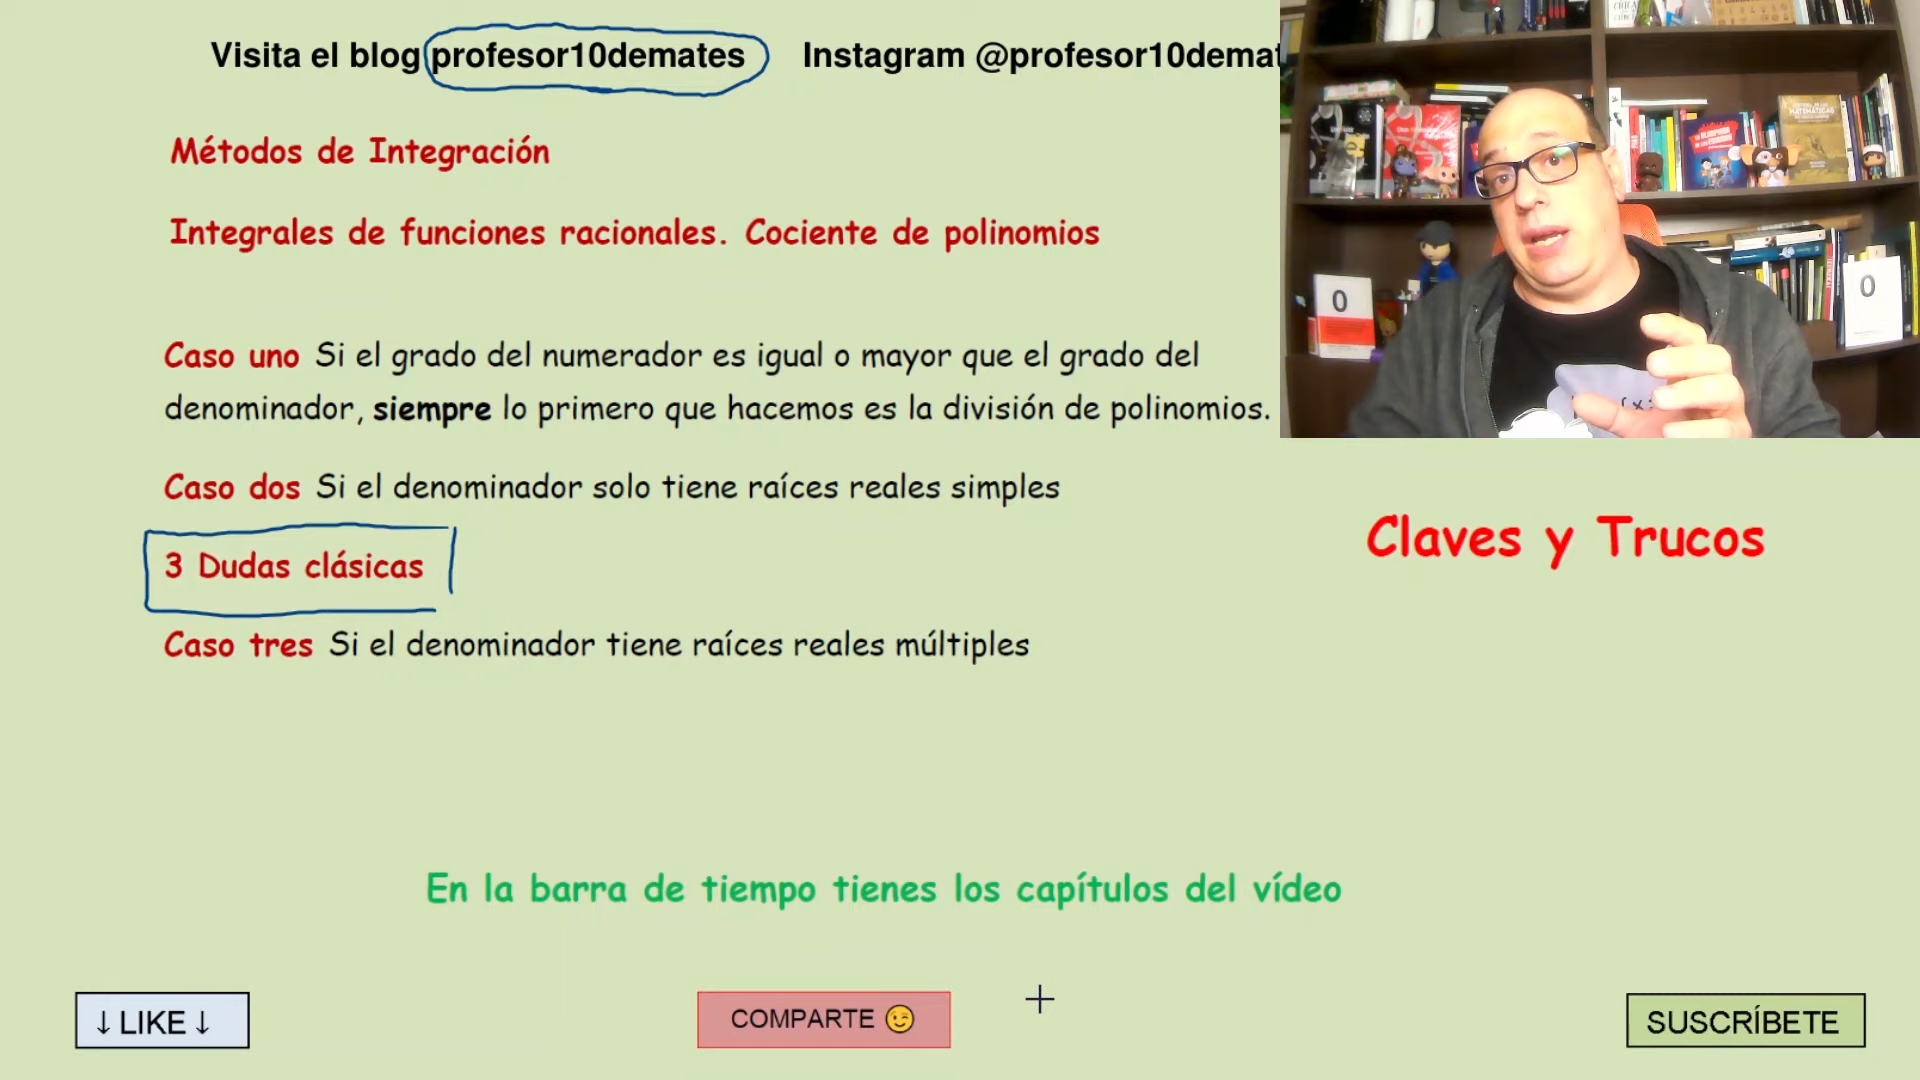 Visita el blog profesor10demates Instagram @profesor10demat
Métodos de Integración
Integrales de funciones racionales. Cociente de polinomios
Caso uno Si el grado del numerador es igual o mayor que el grado del
denominador, siempre lo primero que hacemos es la división de polinomios.
Caso dos Si el denominador solo tiene raíces reales simples
3 Dudas clásicas
Caso tres Si el denominador tiene raíces reales múltiples
Claves y Trucos
En la barra de tiempo tienes los capítulos del vídeo
↓ LIKE ↓
COMPARTE 😉
SUSCRÍBETE